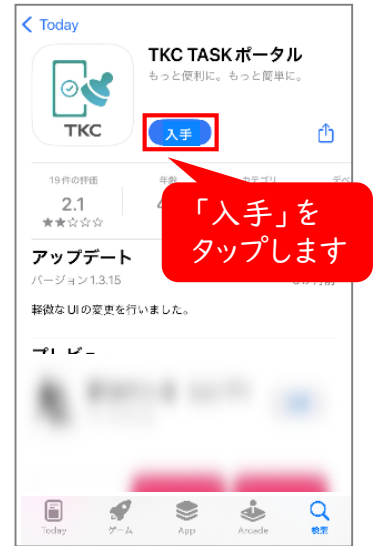 Today
TKC TASKポータル
もっと便利に。もっと簡単に。
TKC
入手
19件の評価
年齢
カテゴリ
デベ
2.1
4
★★☆☆☆
「入手」を
タップします
アップデート
バージョン 1.3.15
軽微な UI の変更を行いました。
プレビュー
Today
ゲーム
App
Arcade
検索